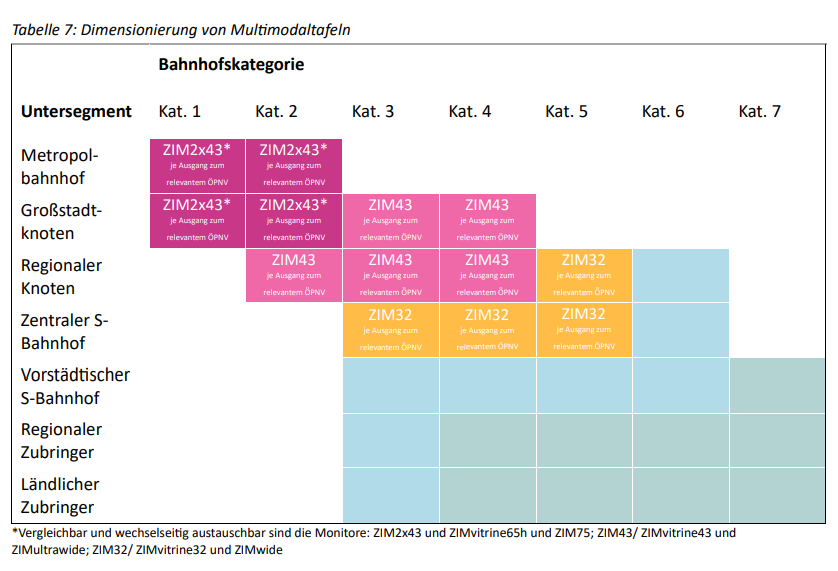 Tabelle 7: Dimensionierung von Multimodaltafeln
Bahnhofskategorie
Untersegment Kat. 1 Kat. 2 Kat. 3 Kat. 4 Kat. 5 Kat. 6 Kat. 7
Metropol-
bahnhof
ZIM2x43* ZIM2x43*
je Ausgang zum je Ausgang zum
relevantem ÖPNV relevantem ÖPNV
Großstadt-
knoten
ZIM2x43* ZIM2x43* ZIM43 ZIM43
je Ausgang zum je Ausgang zum je Ausgang zum je Ausgang zum
relevantem ÖPNV relevantem ÖPNV relevantem ÖPNV relevantem ÖPNV
Regionaler
Knoten
ZIM43 ZIM43 ZIM43 ZIM32
je Ausgang zum je Ausgang zum je Ausgang zum je Ausgang zum
relevantem ÖPNV relevantem ÖPNV relevantem ÖPNV relevantem ÖPNV
Zentraler S-
Bahnhof
ZIM32 ZIM32 ZIM32
je Ausgang zum je Ausgang zum je Ausgang zum
relevantem ÖPNV relevantem ÖPNV relevantem ÖPNV
Vorstädtischer
S-Bahnhof
Regionaler
Zubringer
Ländlicher
Zubringer
*Vergleichbar und wechselseitig austauschbar sind die Monitore: ZIM2x43 und ZIMvitrine65h und ZIM75; ZIM43/ ZIMvitrine43 und
ZIMultrawide; ZIM32/ ZIMvitrine32 und ZIMwide